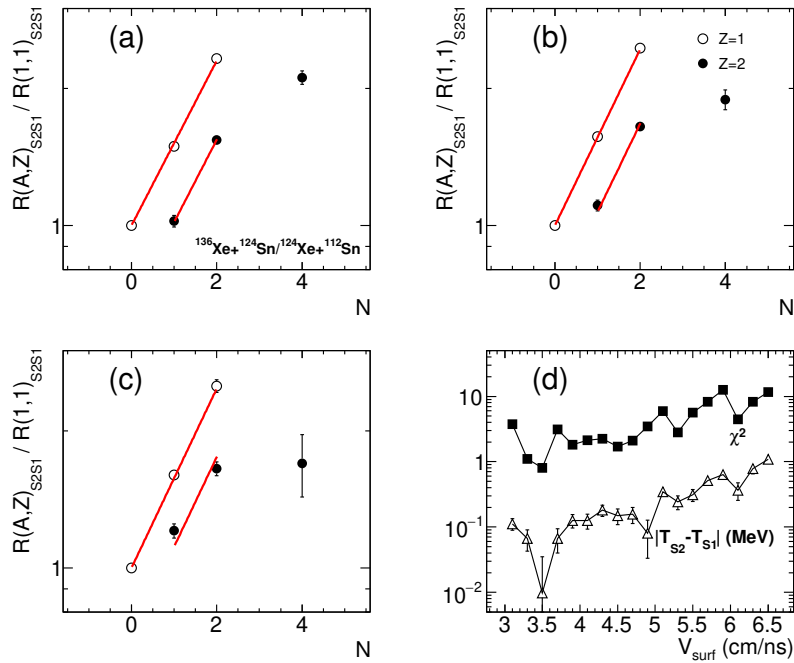 (a)
R(A,Z)S2S1 / R(1,1)S2S1
1
136Xe+124Sn/124Xe+112Sn
0 2 4
N
(b)
Z=1
Z=2
R(A,Z)S2S1 / R(1,1)S2S1
1
0 2 4
N
(c)
R(A,Z)S2S1 / R(1,1)S2S1
1
0 2 4
N
(d)
10
1
10−1
10−2
χ2
|TS2-TS1| (MeV)
3 3.5 4 4.5 5 5.5 6 6.5
Vsurf (cm/ns)